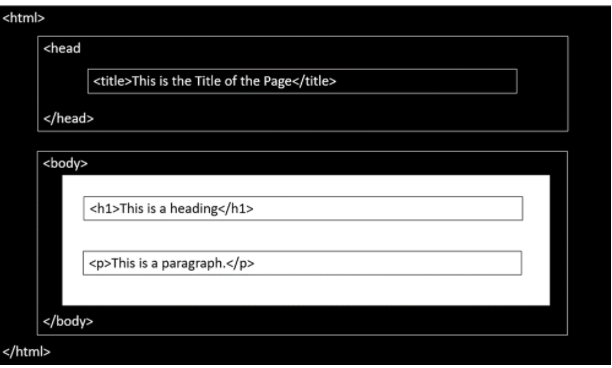 <html>
<head
<title>This is the Title of the Page</title>
</head>
<body>
<h1>This is a heading</h1>
<p>This is a paragraph.</p>
</body>
</html>